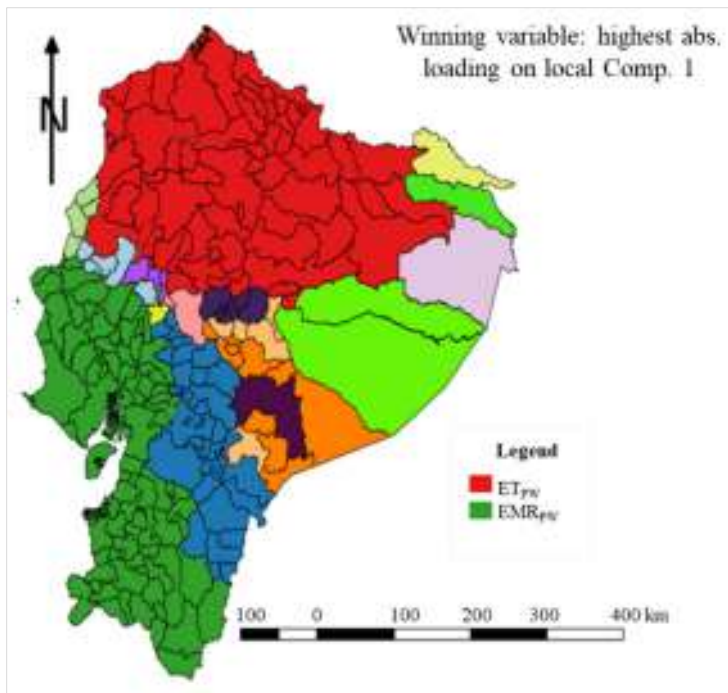 Winning variable: highest abs.
loading on local Comp. 1
N
Legend
ET_PW
EMR_PW
100 0 100 200 300 400 km